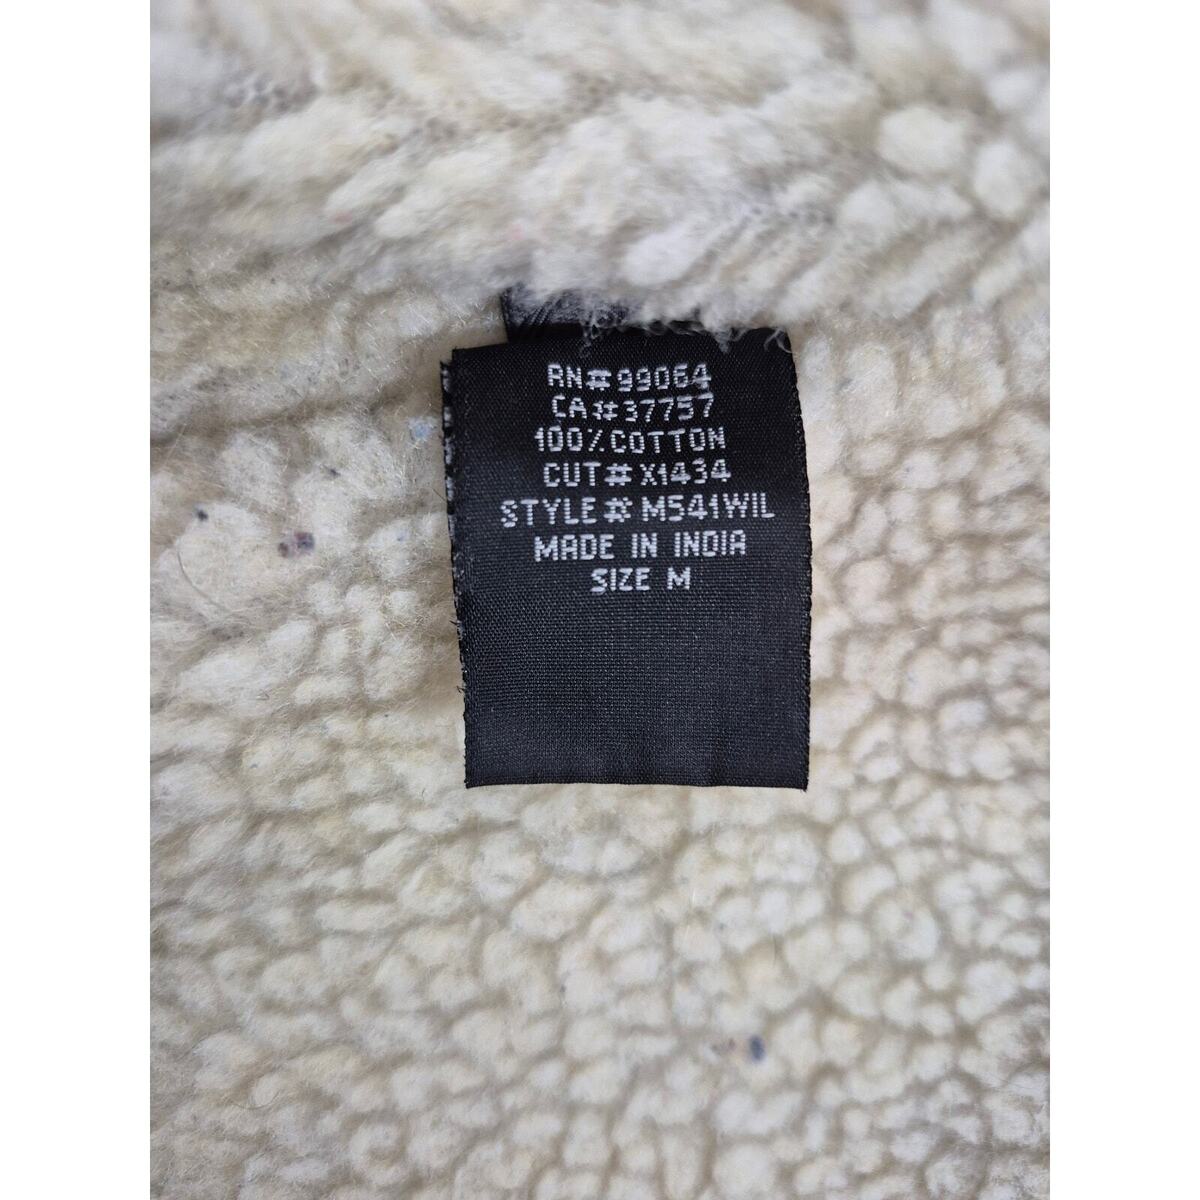 RN#99064
CA#37757
100% COTTON
CUT# X1434
STYLE# M541WIL
MADE IN INDIA
SIZE M